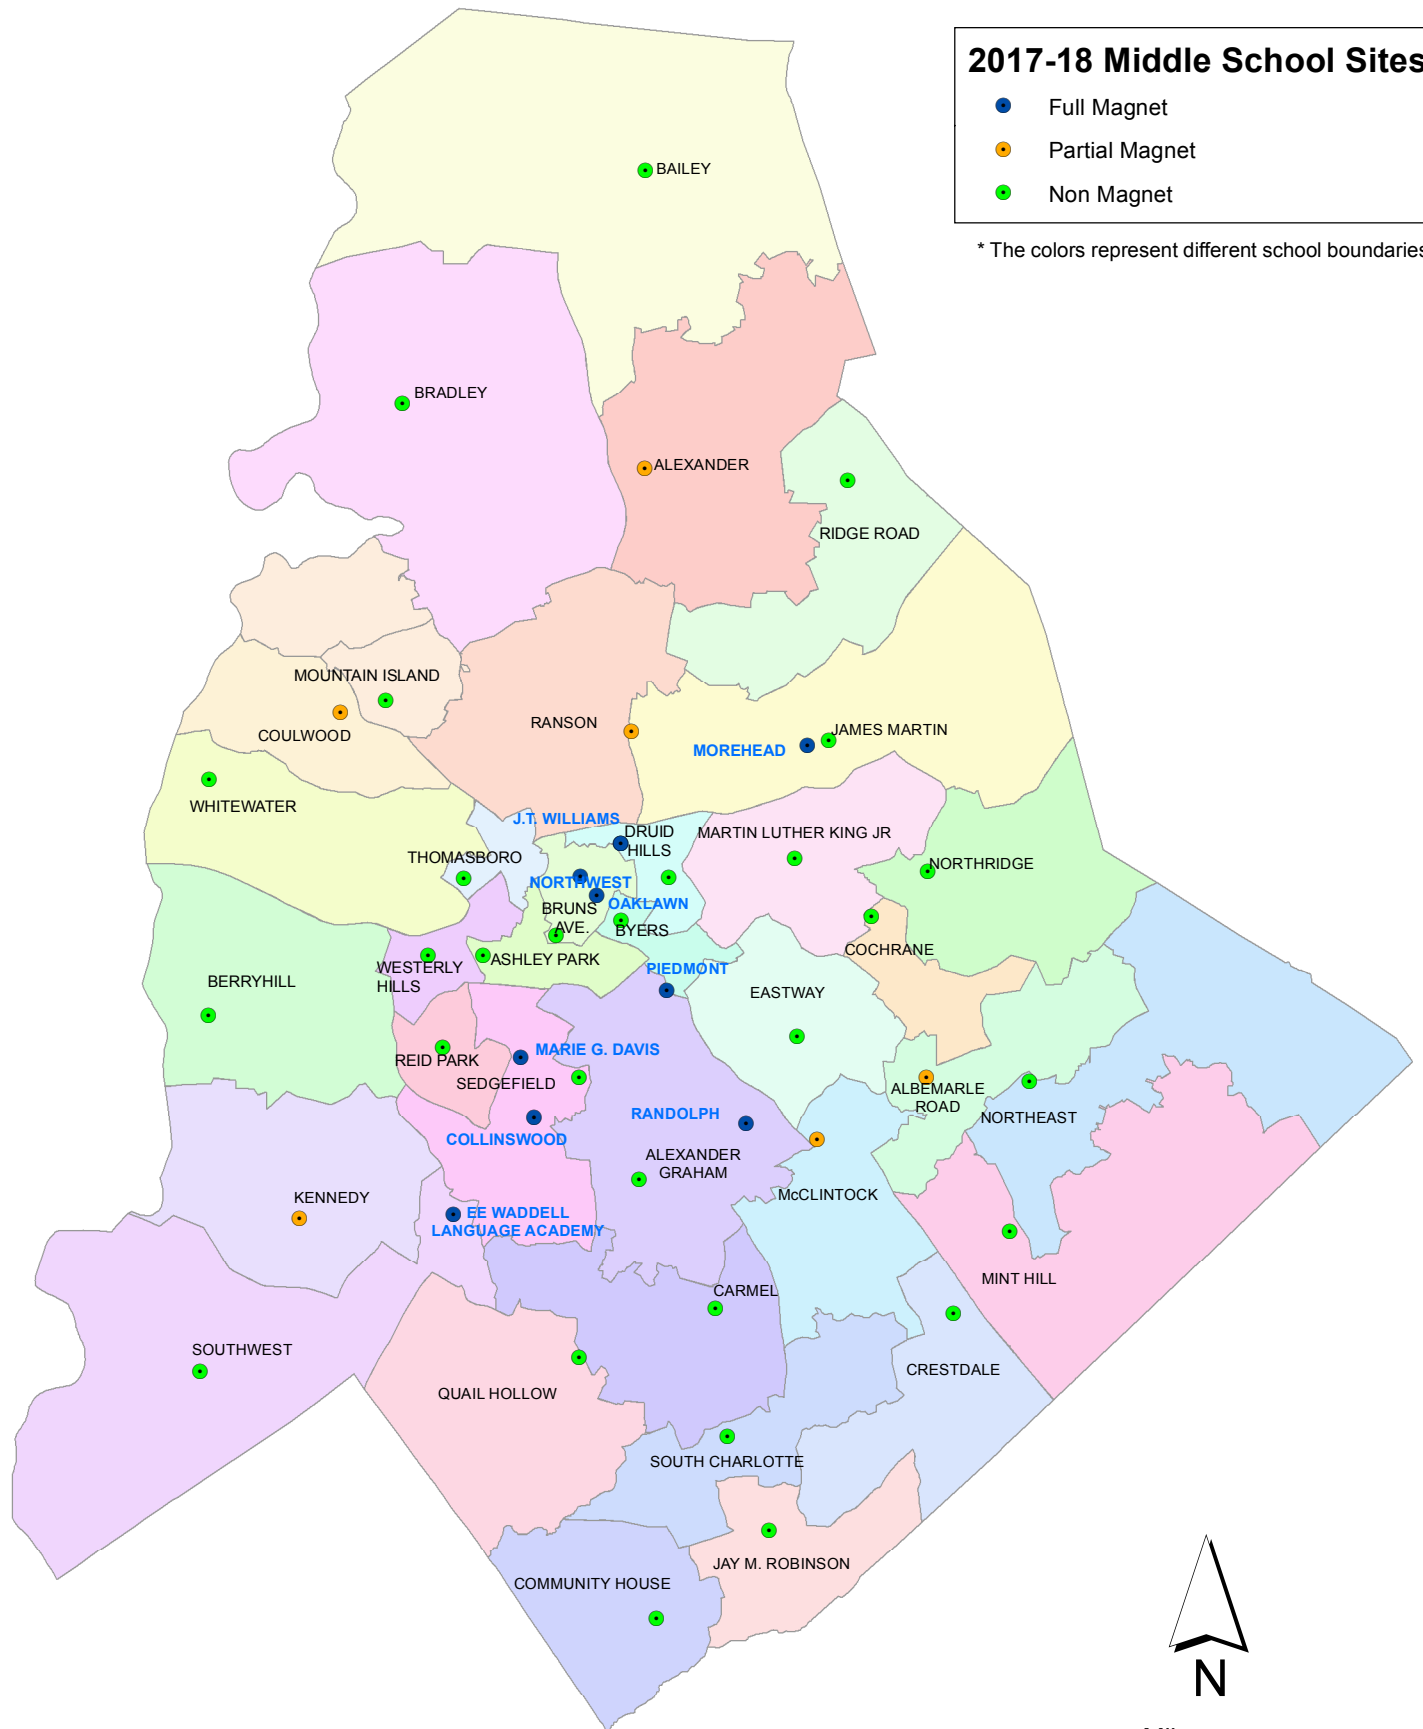 2017-18 Middle School Sites
Full Magnet
Partial Magnet
Non Magnet
* The colors represent different school boundaries
BAILEY
BRADLEY
ALEXANDER
RIDGE ROAD
MOUNTAIN ISLAND
COULWOOD
RANSON
JAMES MARTIN
MOREHEAD
WHITEWATER
J.T. WILLIAMS
DRUID
HILLS
MARTIN LUTHER KING JR
THOMASBORO
NORTHRIDGE
NORTHWEST
OAKLAWN
BRUNS
AVE.
BYERS
COCHRANE
ASHLEY PARK
WESTERLY
HILLS
PIEDMONT
BERRYHILL
EASTWAY
MARIE G. DAVIS
REID PARK
SEDGEFIELD
ALBEMARLE
ROAD
NORTHEAST
RANDOLPH
COLLINSWOOD
ALEXANDER
GRAHAM
McCLINTOCK
KENNEDY
EE WADDELL
LANGUAGE ACADEMY
MINT HILL
CARMEL
SOUTHWEST
CRESTDALE
QUAIL HOLLOW
SOUTH CHARLOTTE
JAY M. ROBINSON
COMMUNITY HOUSE
N